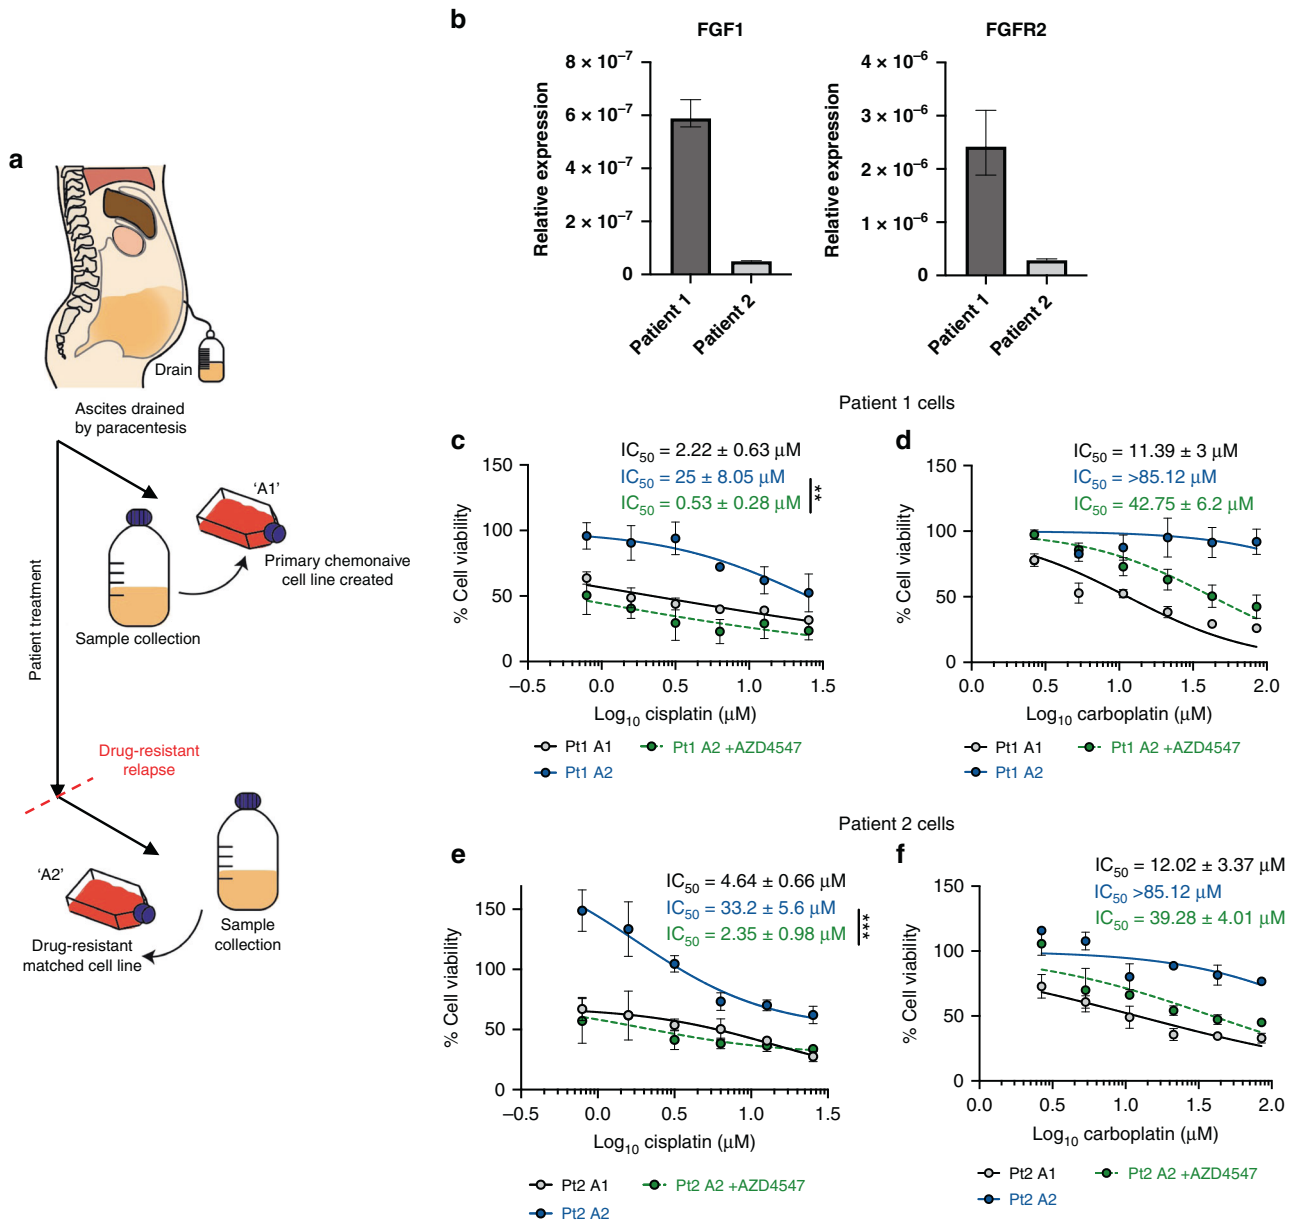 a
Drain
Ascites drained
by paracentesis
'A1'
Primary chemonaive
cell line created
Sample collection
Patient treatment
Drug-resistant
relapse
'A2'
Drug-resistant
matched cell line
Sample
collection
b
FGF1
Relative expression
8 × 10⁻⁷
6 × 10⁻⁷
4 × 10⁻⁷
2 × 10⁻⁷
0
Patient 1
Patient 2
FGFR2
Relative expression
4 × 10⁻⁶
3 × 10⁻⁶
2 × 10⁻⁶
1 × 10⁻⁶
0
Patient 1
Patient 2
Patient 1 cells
c
IC₅₀ = 2.22 ± 0.63 μM
IC₅₀ = 25 ± 8.05 μM
IC₅₀ = 0.53 ± 0.28 μM
**
% Cell viability
150
100
50
0
−0.5 0.0 0.5 1.0 1.5
Log₁₀ cisplatin (μM)
Pt1 A1
Pt1 A2 +AZD4547
Pt1 A2
d
IC₅₀ = 11.39 ± 3 μM
IC₅₀ = >85.12 μM
IC₅₀ = 42.75 ± 6.2 μM
% Cell viability
150
100
50
0
0.0 0.5 1.0 1.5 2.0
Log₁₀ carboplatin (μM)
Pt1 A1
Pt1 A2 +AZD4547
Pt1 A2
Patient 2 cells
e
IC₅₀ = 4.64 ± 0.66 μM
IC₅₀ = 33.2 ± 5.6 μM
IC₅₀ = 2.35 ± 0.98 μM
***
% Cell viability
150
100
50
0
−0.5 0.0 0.5 1.0 1.5
Log₁₀ cisplatin (μM)
Pt2 A1
Pt2 A2 +AZD4547
Pt2 A2
f
IC₅₀ = 12.02 ± 3.37 μM
IC₅₀ >85.12 μM
IC₅₀ = 39.28 ± 4.01 μM
% Cell viability
150
100
50
0
0.0 0.5 1.0 1.5 2.0
Log₁₀ carboplatin (μM)
Pt2 A1
Pt2 A2 +AZD4547
Pt2 A2